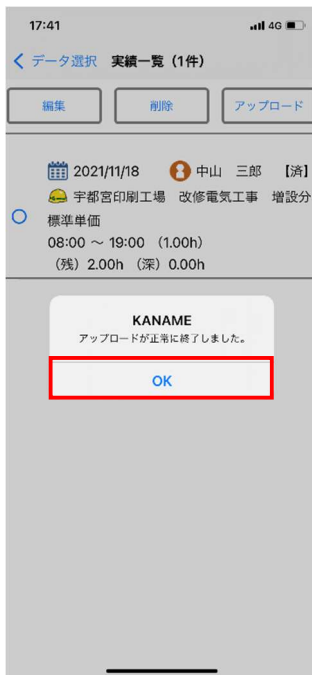 17:41 4G
データ選択 実績一覧（1件）
編集 削除 アップロード
2021/11/18 中山 三郎 【済】
宇都宮印刷工場 改修電気工事 増設分
標準単価
08:00 ～ 19:00 （1.00h）
（残）2.00h （深）0.00h
KANAME
アップロードが正常に終了しました。
OK